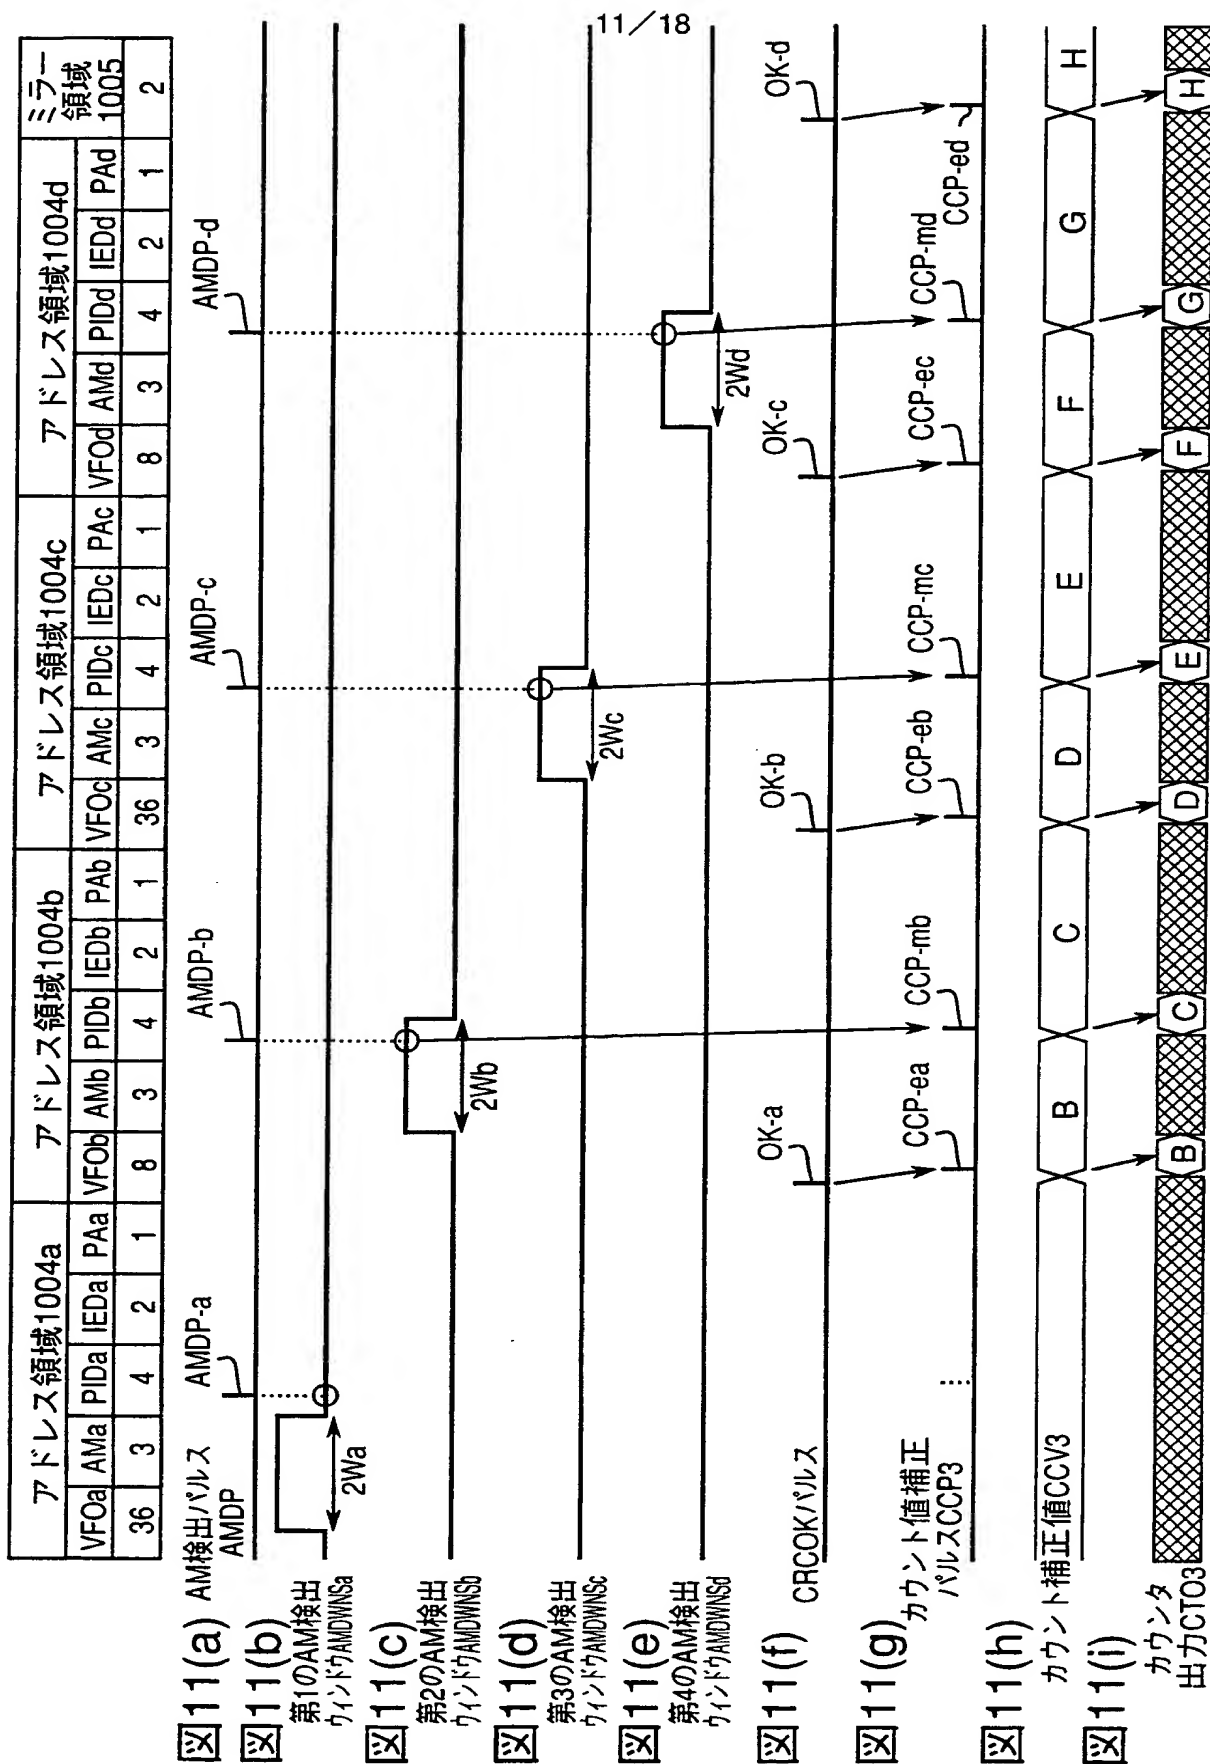 11／18
アドレス領域1004a アドレス領域1004b アドレス領域1004c アドレス領域1004d ミラー領域1005
VFOa AMa PIDa IEDa PAa VFOb AMb PIDb IEDb PAb VFOc AMc PIDc IEDc PAc VFOd AMd PIDd IEDd PAd
36 3 4 2 1 8 3 4 2 1 36 3 4 2 1 8 3 4 2 1 2
図11(a) AM検出パルス
AMDP
AMDP-a AMDP-b AMDP-c AMDP-d
図11(b)
第1のAM検出
ウィンドウAMDWNSa
2Wa
図11(c)
第2のAM検出
ウィンドウAMDWNSb
2Wb
図11(d)
第3のAM検出
ウィンドウAMDWNSc
2Wc
図11(e)
第4のAM検出
ウィンドウAMDWNSd
2Wd
図11(f)
CRCOKパルス
OK-a OK-b OK-c OK-d
図11(g)
カウント値補正
パルスCCP3
CCP-ea CCP-mb CCP-eb CCP-mc CCP-ec CCP-md CCP-ed
図11(h)
カウント補正値CCV3
B C D E F G H
図11(i)
カウンタ
出力CTO3
B C D E F G H